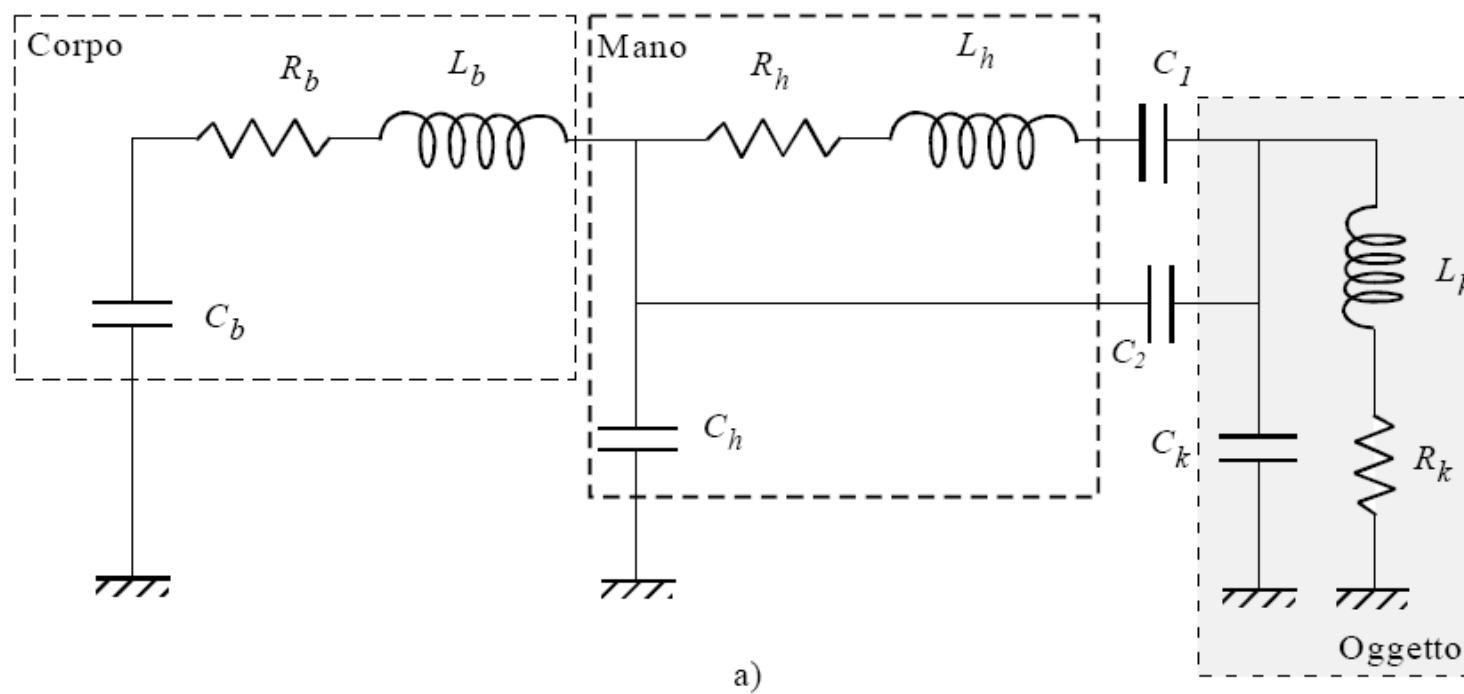 Corpo
R_b
L_b
C_b
Mano
R_h
L_h
C_h
C_1
C_2
C_k
R_k
Oggetto
a)